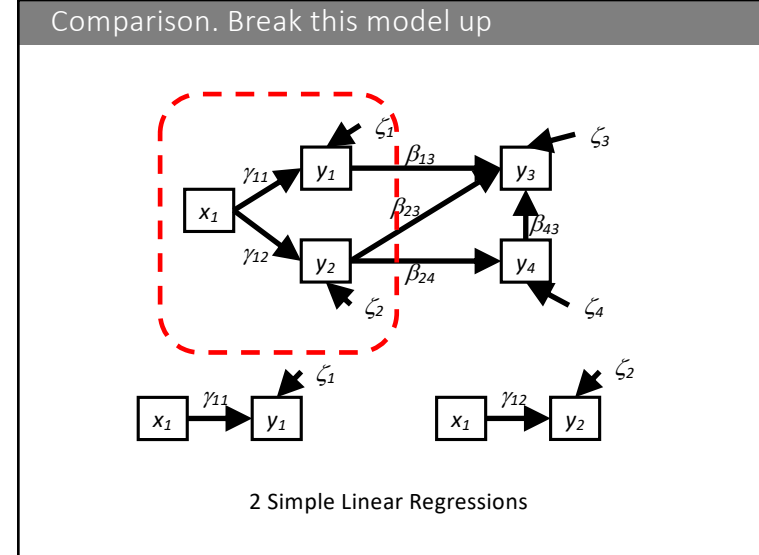 Comparison. Break this model up
ζ1
ζ3
y1
β13
y3
γ11
x1
β23
β43
γ12
y2
β24
y4
ζ2
ζ4
ζ1
ζ2
γ11
γ12
x1
y1
x1
y2
2 Simple Linear Regressions